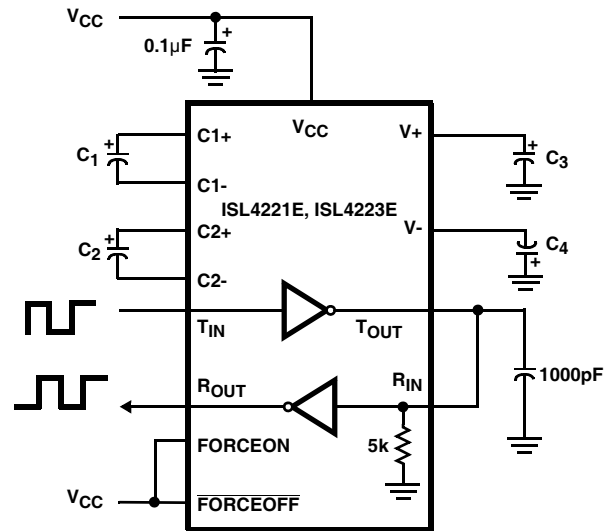 VCC
0.1µF
+
VCC
C1+
C1-
C2+
C2-
V+
V-
+
C1
+
C2
+
C3
C4
+
ISL4221E, ISL4223E
TIN
TOUT
ROUT
RIN
1000pF
5k
FORCEON
VCC
FORCEOFF